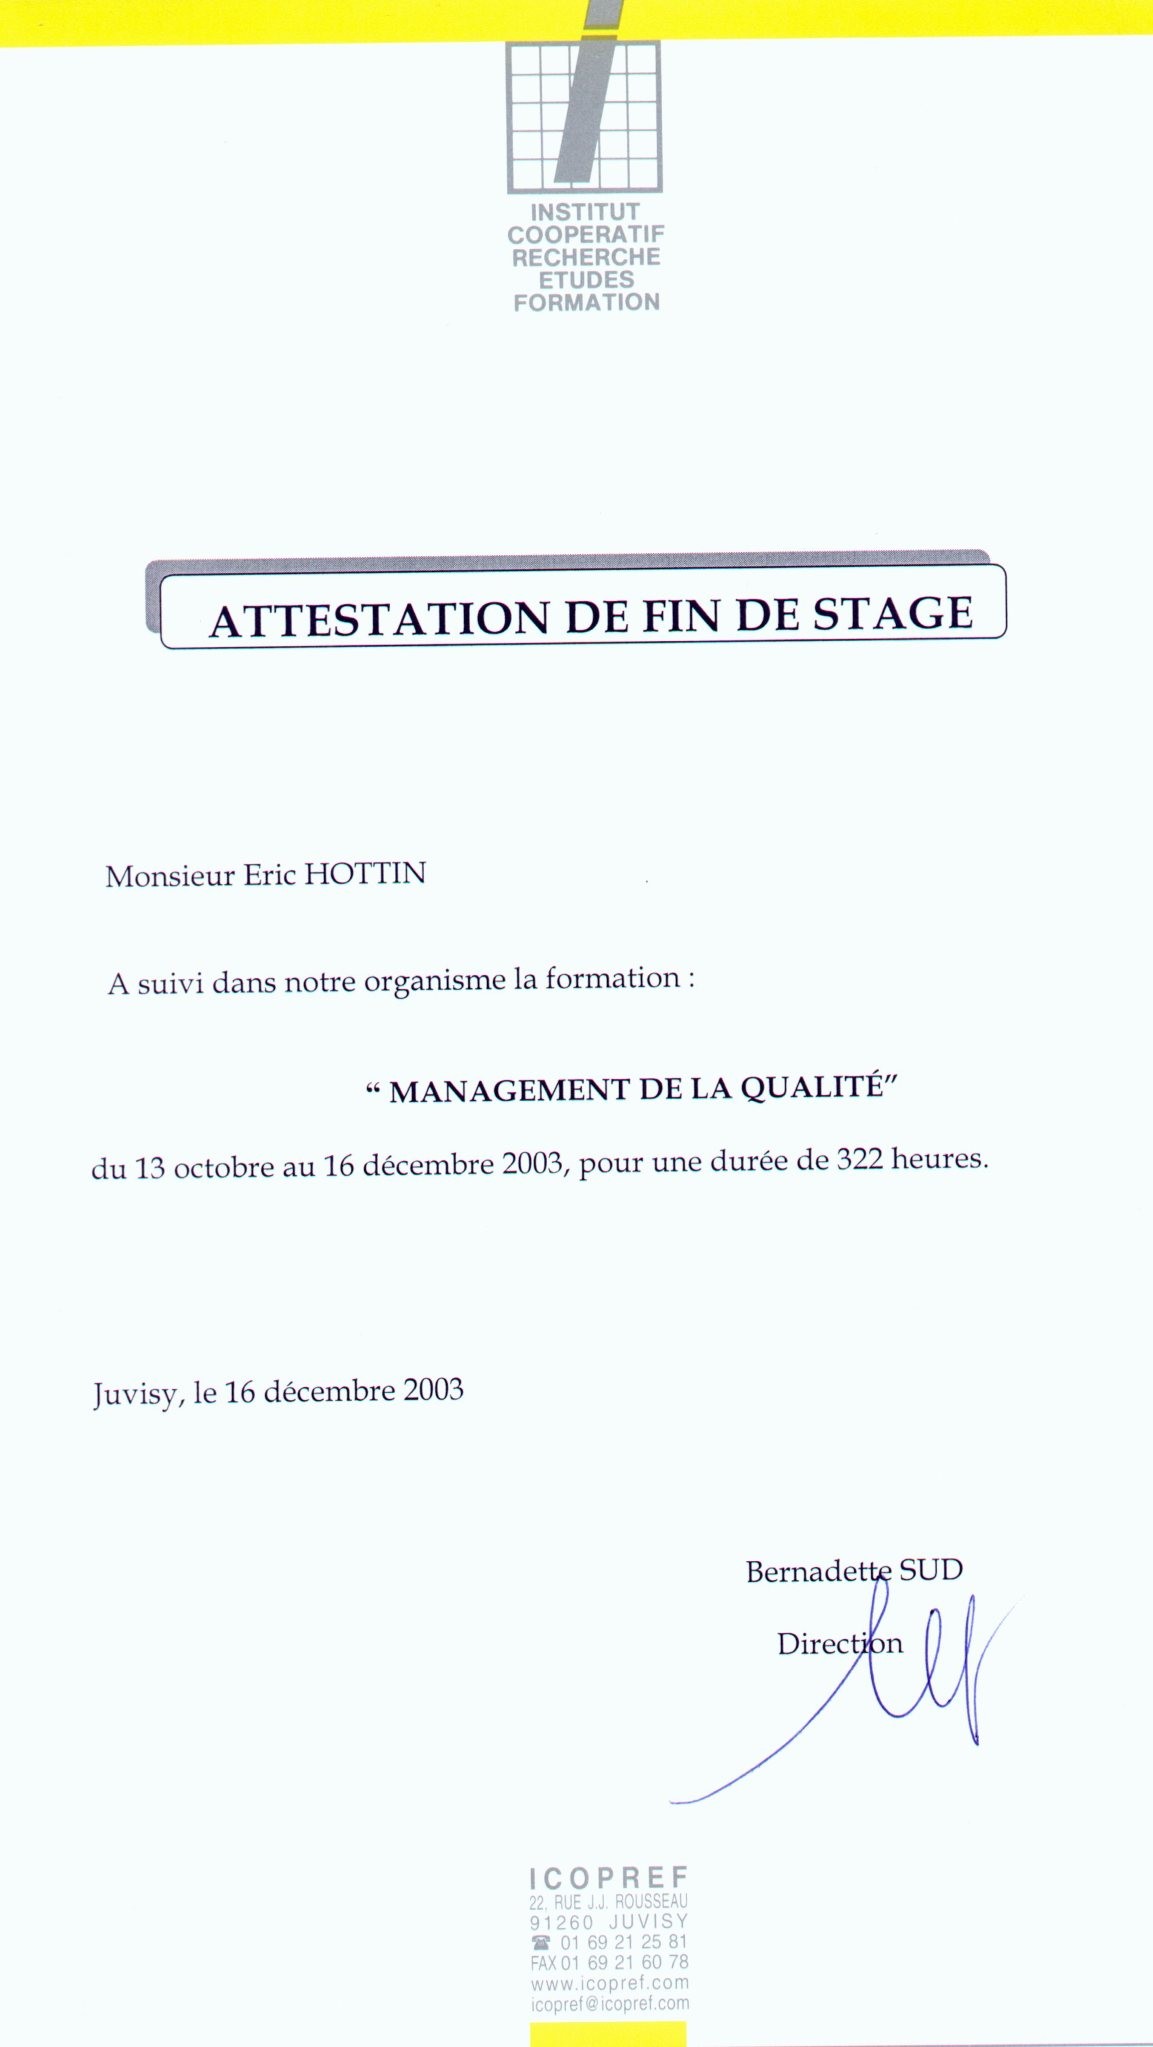 INSTITUT
COOPERATIF
RECHERCHE
ETUDES
FORMATION
ATTESTATION DE FIN DE STAGE
Monsieur Eric HOTTIN
A suivi dans notre organisme la formation :
“ MANAGEMENT DE LA QUALITÉ”
du 13 octobre au 16 décembre 2003, pour une durée de 322 heures.
Juvisy, le 16 décembre 2003
Bernadette SUD
Direction
ICOPREF
22, RUE J.J. ROUSSEAU
91260 JUVISY
☎ 01 69 21 25 81
FAX 01 69 21 60 78
www.icopref.com
icopref@icopref.com